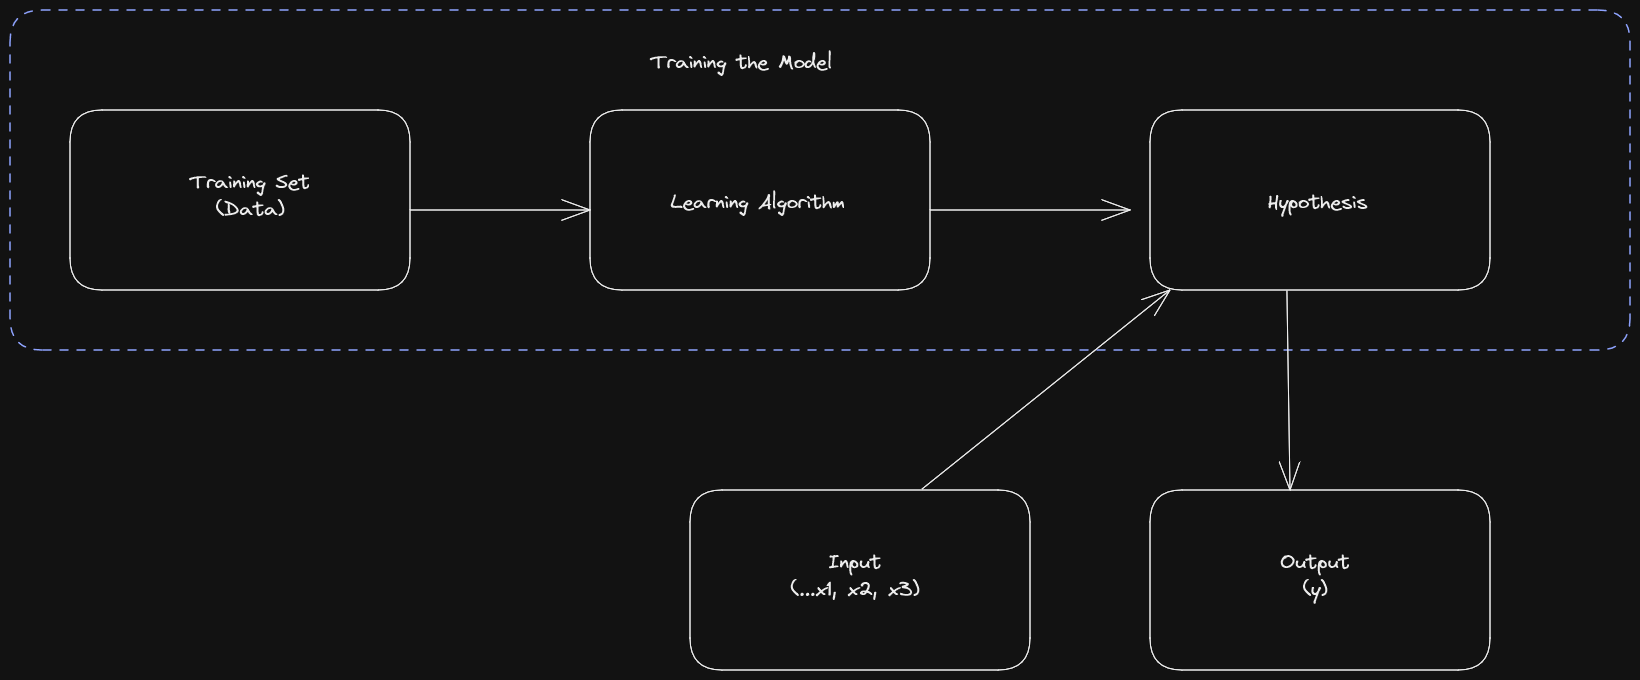 Training the Model
Training Set
(Data)
Learning Algorithm
Hypothesis
Input
(...x1, x2, x3)
Output
(y)